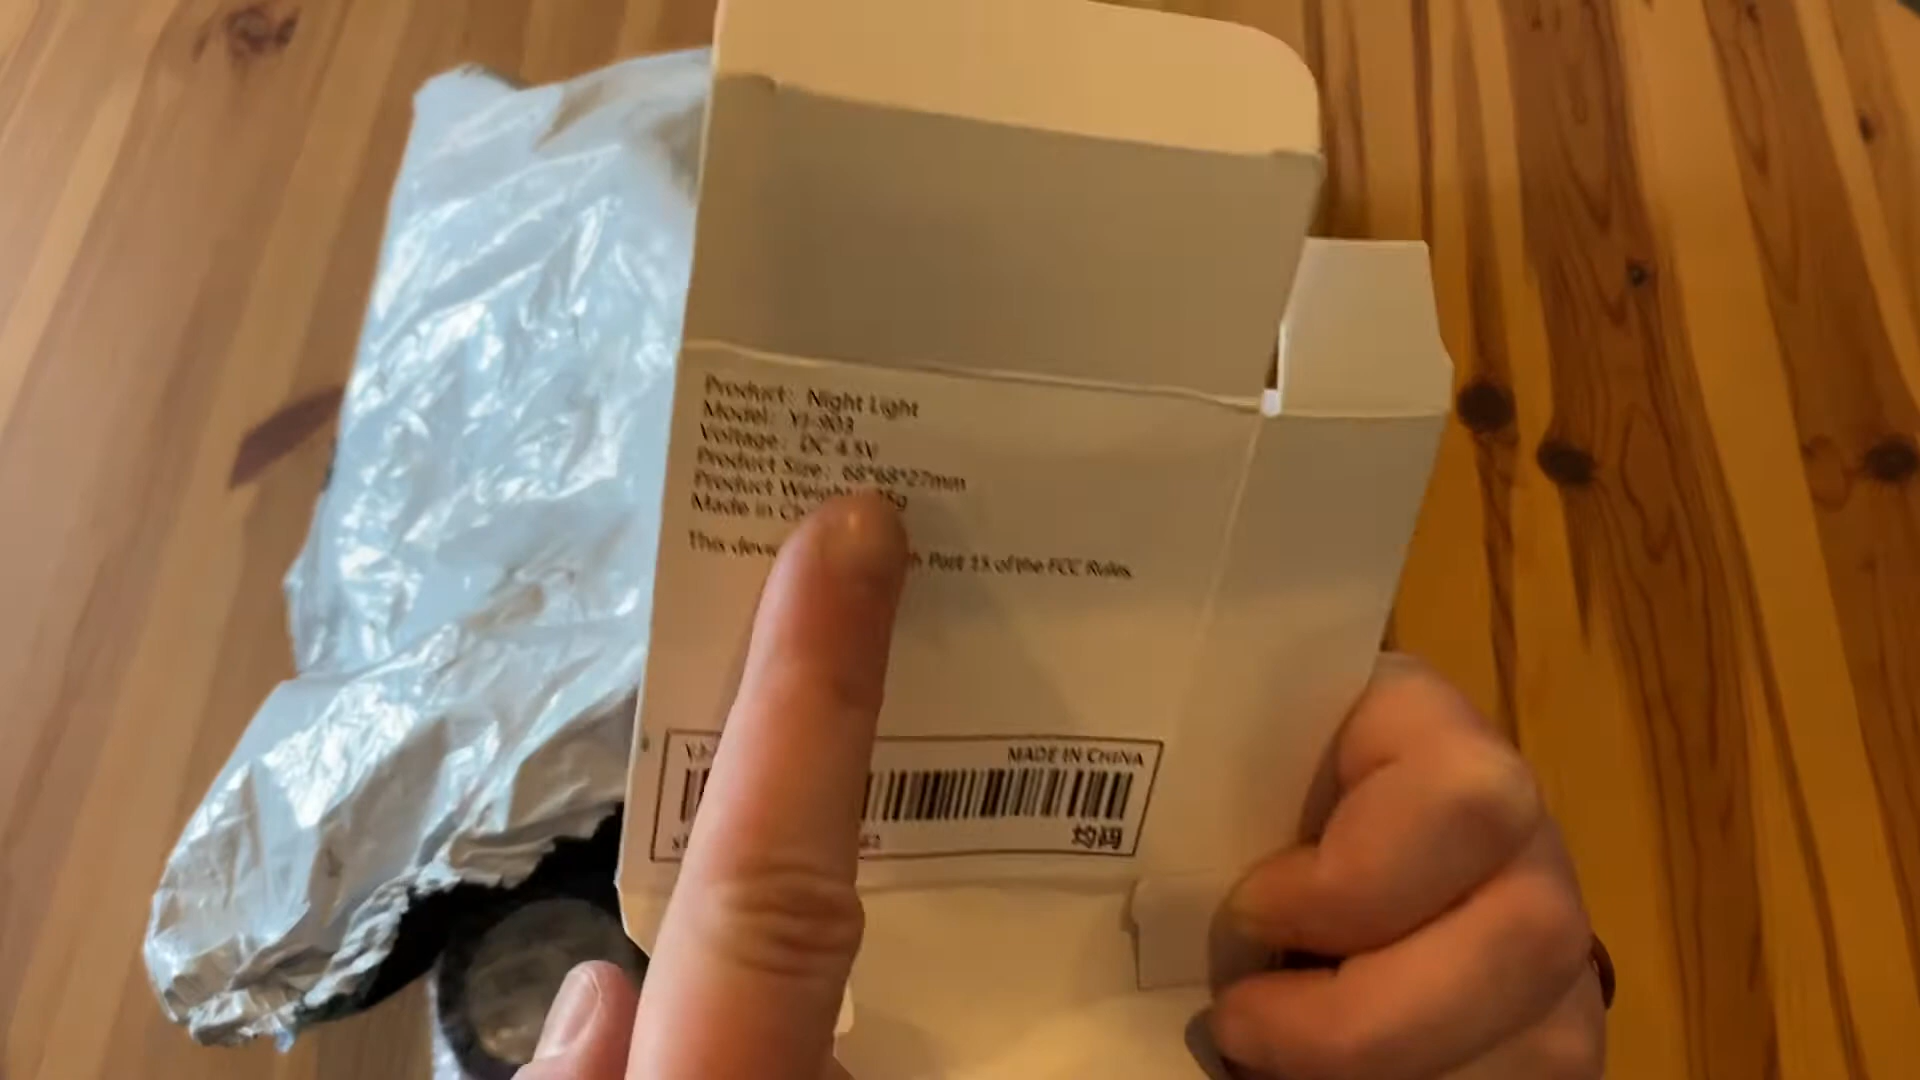 Product: Night Light
Model: YJ-903
Voltage: DC 4.5V
Product Size: 68*68*27mm
Product Weight
Made in
This Part 15 of the FCC Rules
MADE IN CHINA
均码